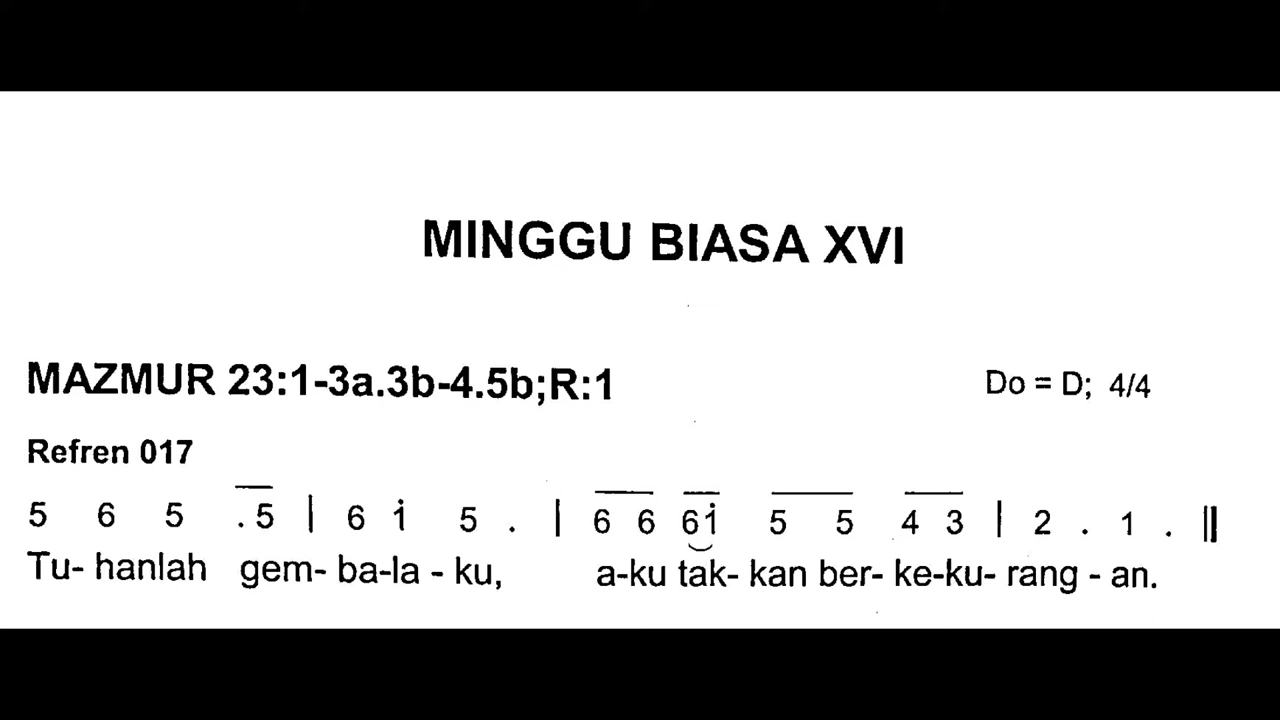 MINGGU BIASA XVI
MAZMUR 23:1-3a.3b-4.5b;R:1 Do = D; 4/4
Refren 017
5 6 5 .5 | 6 i 5 . | 6 6 6i 5 5 4 3 | 2 . 1 . ||
Tu- hanlah gem- ba-la - ku, a-ku tak- kan ber- ke-ku- rang - an.